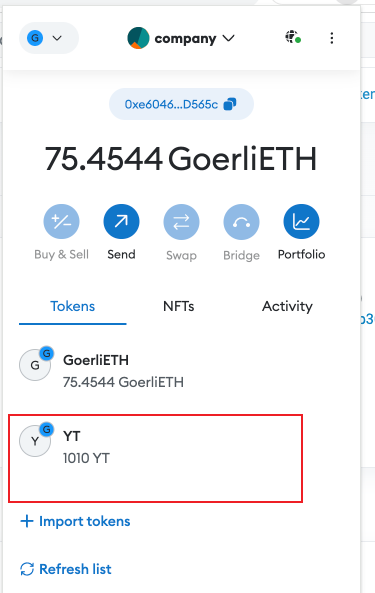 G
company
0xe6046...D565c
75.4544 GoerliETH
Buy & Sell
Send
Swap
Bridge
Portfolio
Tokens
NFTs
Activity
G
G
GoerliETH
75.4544 GoerliETH
Y
G
YT
1010 YT
Import tokens
Refresh list